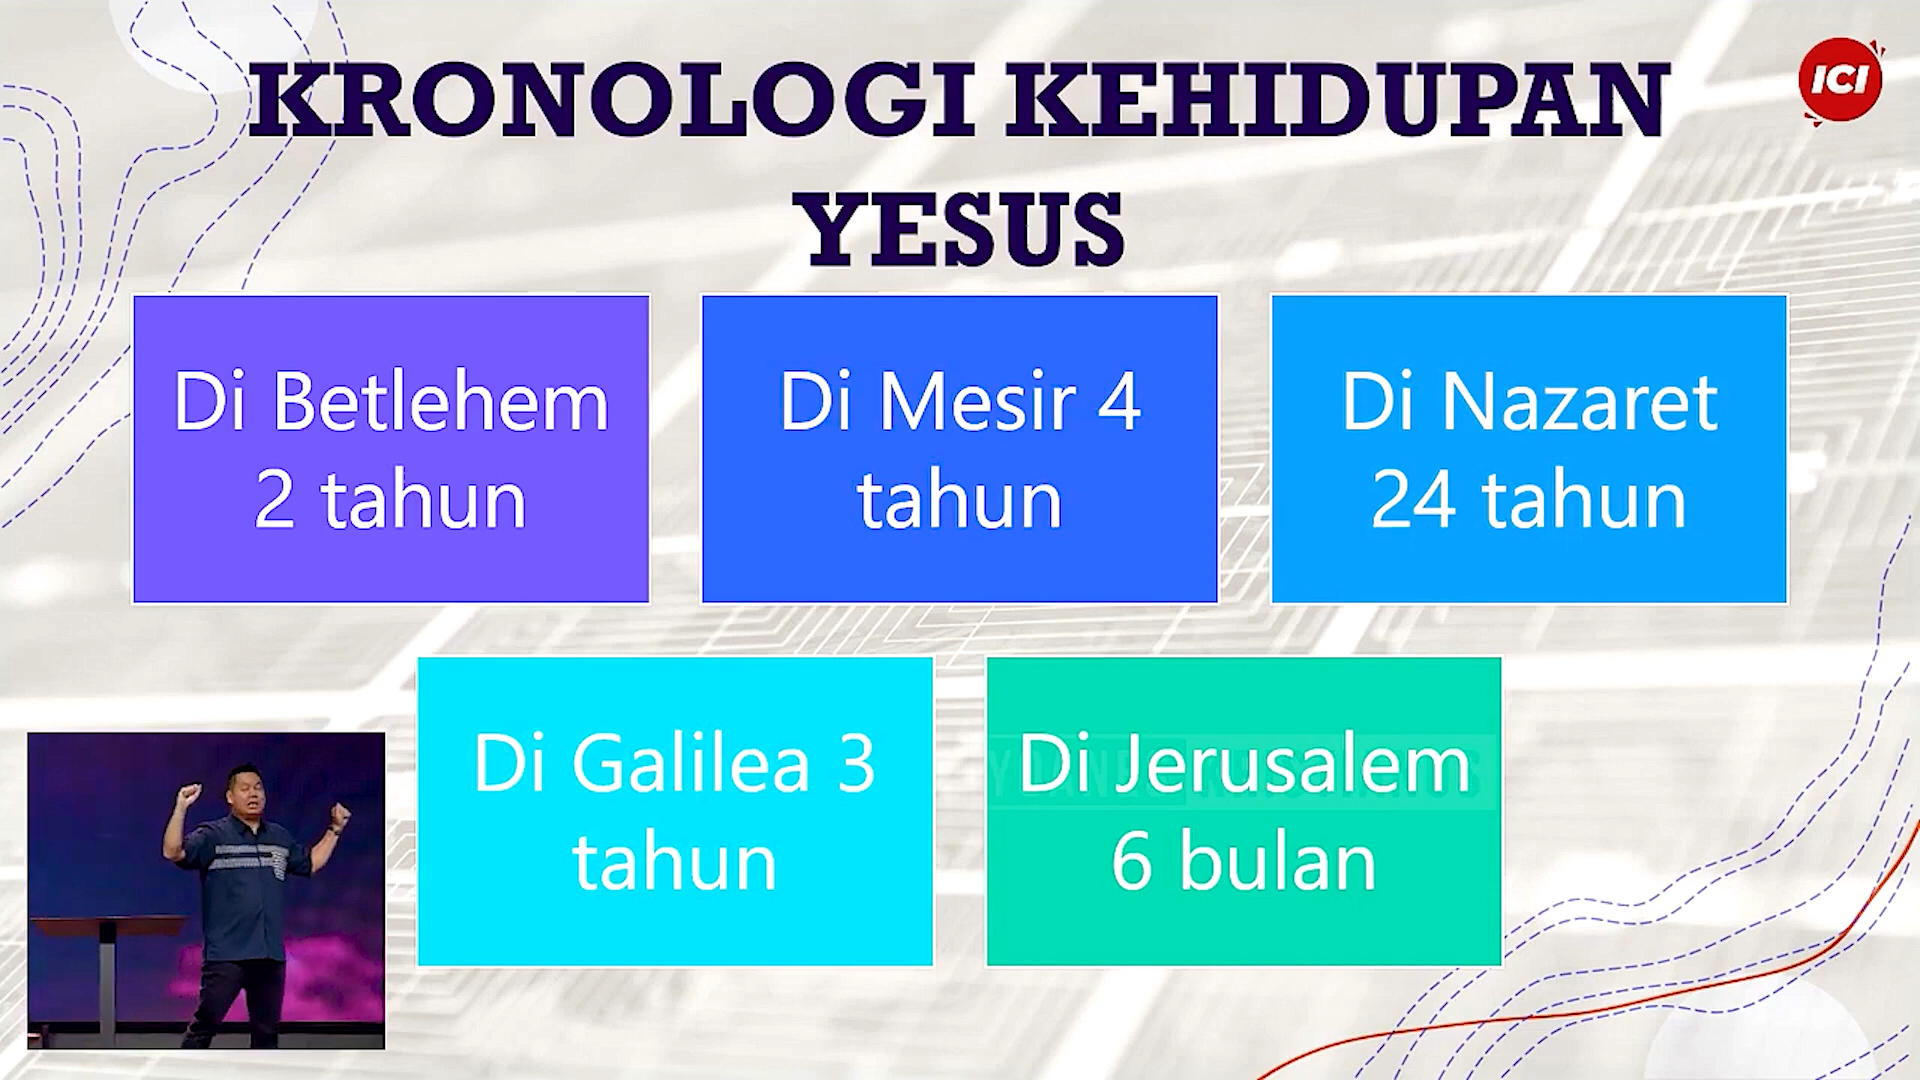 KRONOLOGI KEHIDUPAN
YESUS
ICI
Di Betlehem
2 tahun
Di Mesir 4
tahun
Di Nazaret
24 tahun
Di Galilea 3
tahun
Di Jerusalem
6 bulan